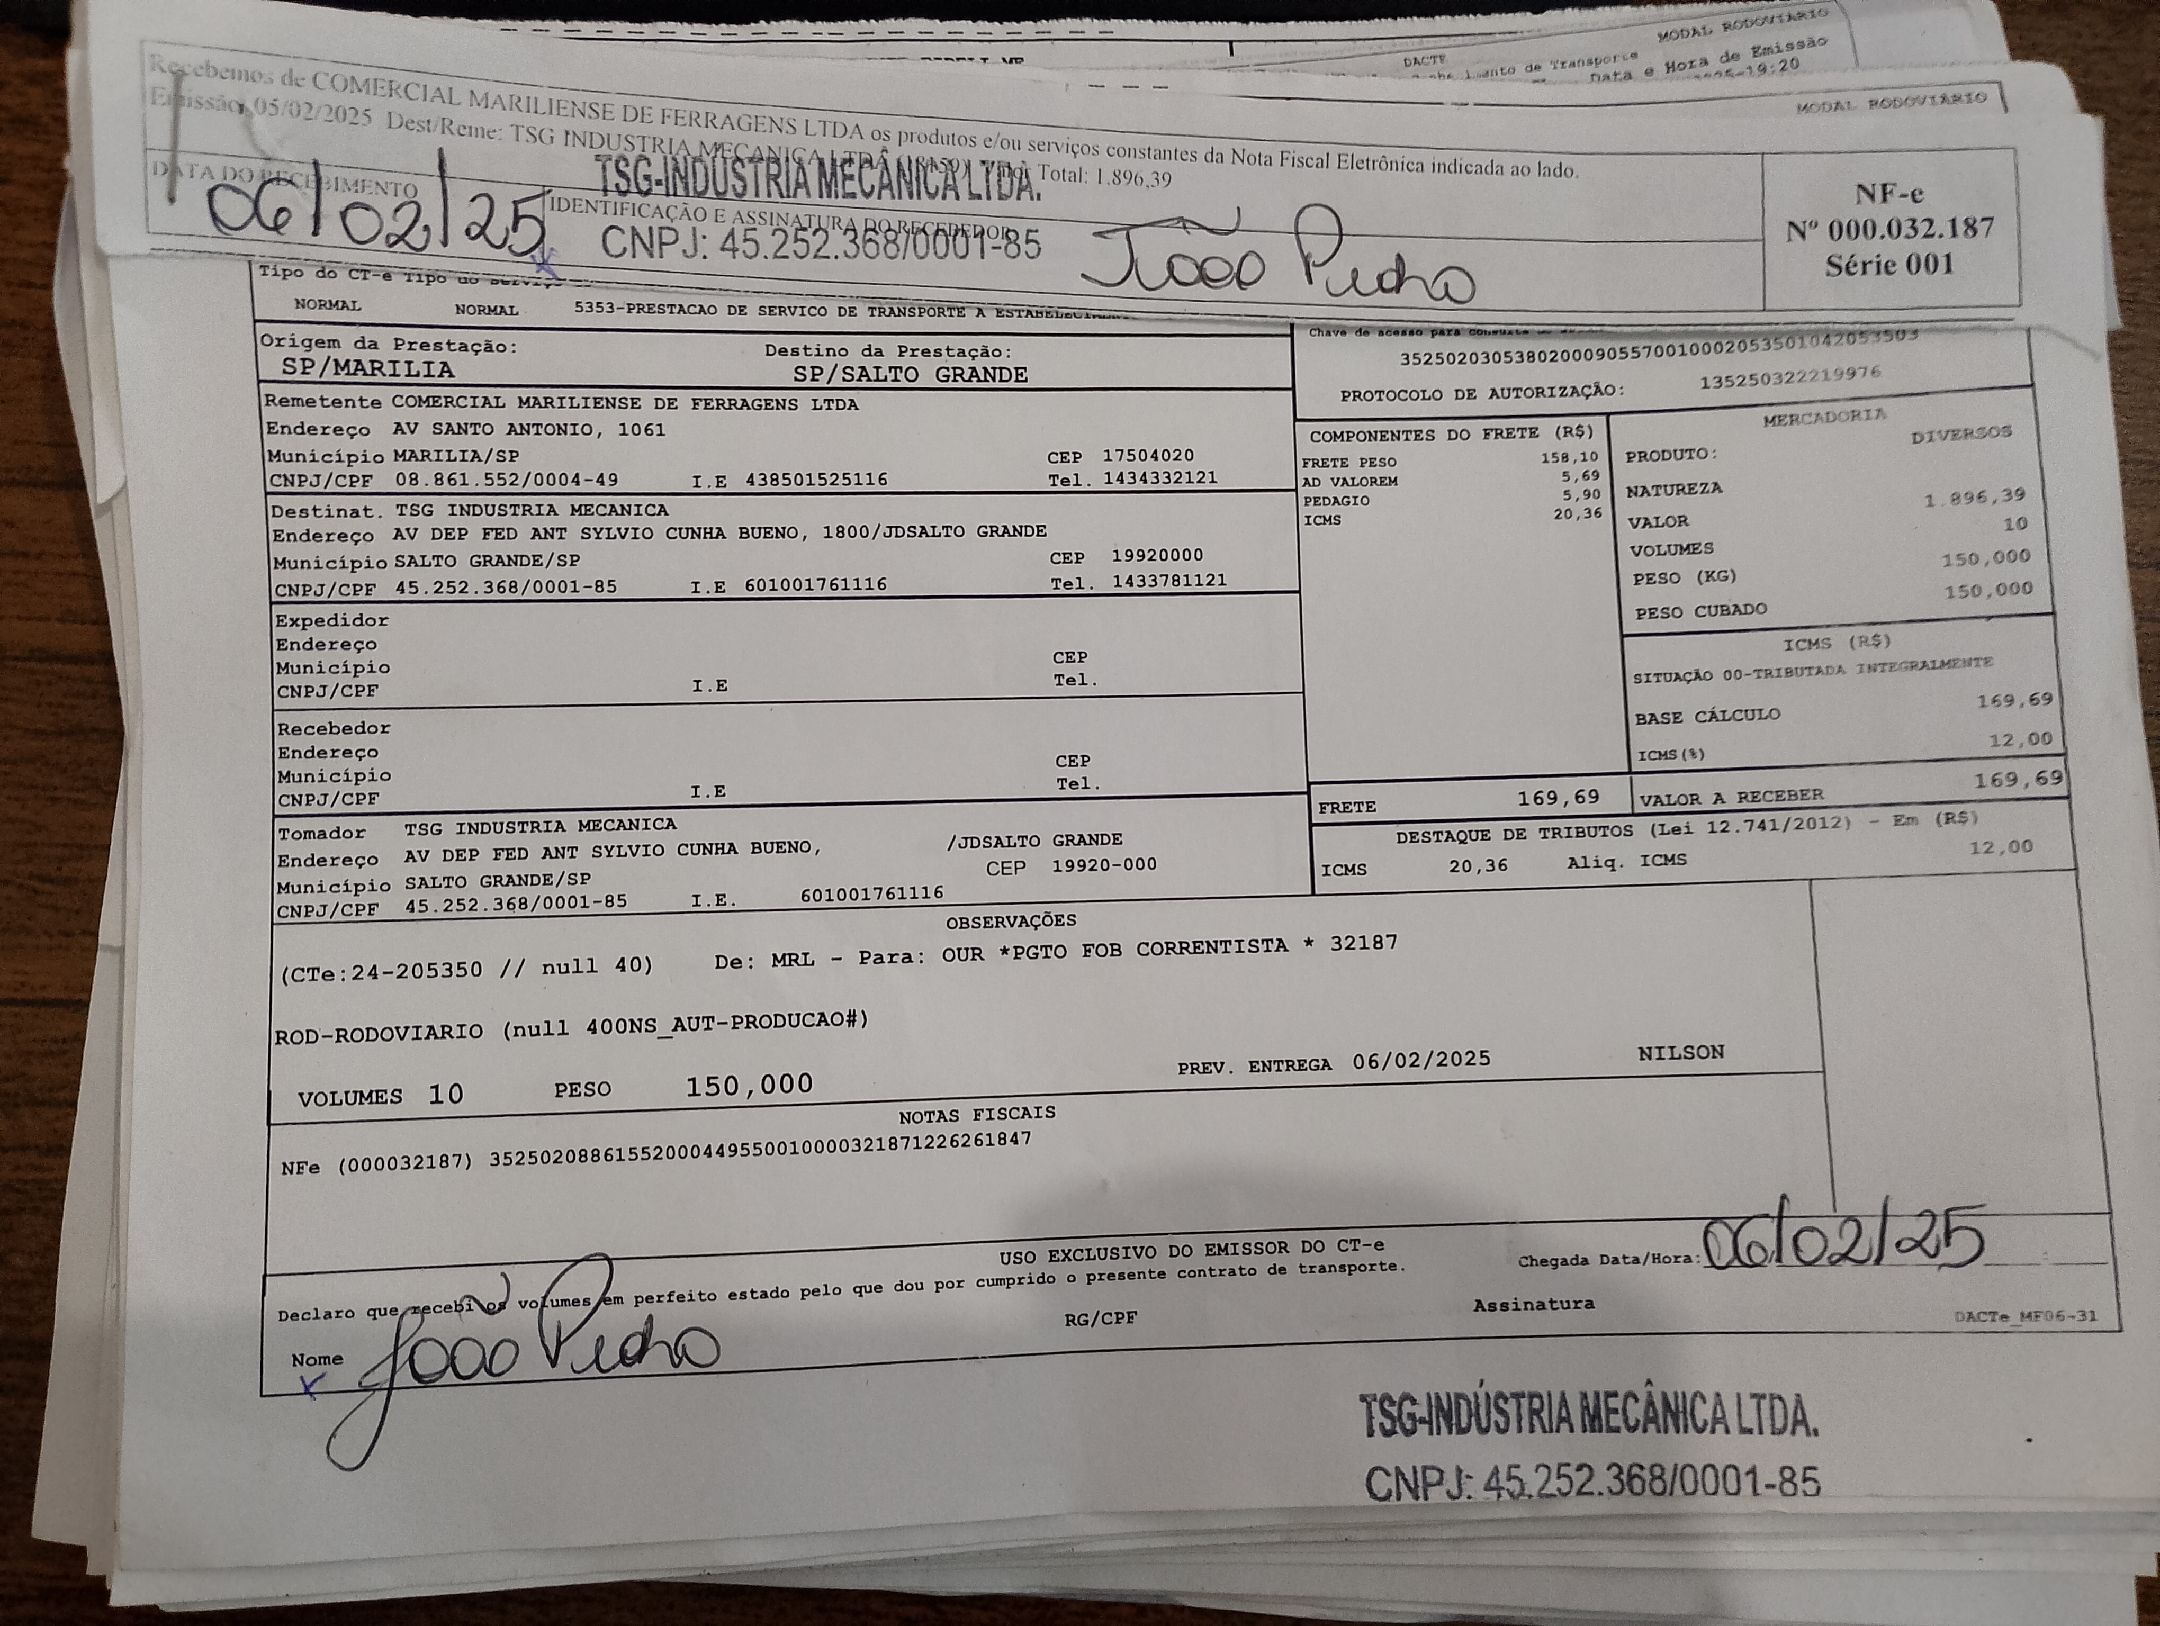 MODAL RODOVIÁRIO
DACTE
de Transporte
Data e Hora de Emissão
19:20
MODAL RODOVIÁRIO
Recebemos de COMERCIAL MARILIENSE DE FERRAGENS LTDA os produtos e/ou serviços constantes da Nota Fiscal Eletrônica indicada ao lado.
Emissão: 05/02/2025 Dest/Reme: TSG INDUSTRIA MECANICA LTDA Total: 1.896,39
DATA DO RECEBIMENTO
06/02/25
IDENTIFICAÇÃO E ASSINATURA DO RECEBEDOR
TSG-INDÚSTRIA MECÂNICA LTDA.
CNPJ: 45.252.368/0001-85
João Pedro
NF-e
Nº 000.032.187
Série 001
Tipo do CT-e Tipo do Serviço
NORMAL NORMAL 5353-PRESTACAO DE SERVICO DE TRANSPORTE A
Origem da Prestação: Destino da Prestação:
SP/MARILIA SP/SALTO GRANDE
Chave de acesso para
35250203053802000905570010002053501042053503
PROTOCOLO DE AUTORIZAÇÃO: 135250322219976
Remetente COMERCIAL MARILIENSE DE FERRAGENS LTDA
Endereço AV SANTO ANTONIO, 1061
Município MARILIA/SP CEP 17504020
CNPJ/CPF 08.861.552/0004-49 I.E 438501525116 Tel. 1434332121
Destinat. TSG INDUSTRIA MECANICA
Endereço AV DEP FED ANT SYLVIO CUNHA BUENO, 1800/JDSALTO GRANDE
Município SALTO GRANDE/SP CEP 19920000
CNPJ/CPF 45.252.368/0001-85 I.E 601001761116 Tel. 1433781121
Expedidor
Endereço
Município CEP
CNPJ/CPF I.E Tel.
Recebedor
Endereço
Município CEP
CNPJ/CPF I.E Tel.
Tomador TSG INDUSTRIA MECANICA
Endereço AV DEP FED ANT SYLVIO CUNHA BUENO, /JDSALTO GRANDE
Município SALTO GRANDE/SP CEP 19920-000
CNPJ/CPF 45.252.368/0001-85 I.E. 601001761116
COMPONENTES DO FRETE (R$)
FRETE PESO 158,10
AD VALOREM 5,69
PEDAGIO 5,90
ICMS 20,36
MERCADORIA
PRODUTO: DIVERSOS
NATUREZA
VALOR 1.896,39
VOLUMES 10
PESO (KG) 150,000
PESO CUBADO 150,000
ICMS (R$)
SITUAÇÃO 00-TRIBUTADA INTEGRALMENTE
BASE CÁLCULO 169,69
ICMS(%) 12,00
FRETE 169,69 VALOR A RECEBER 169,69
DESTAQUE DE TRIBUTOS (Lei 12.741/2012) - Em (R$)
ICMS 20,36 Aliq. ICMS 12,00
OBSERVAÇÕES
(CTe:24-205350 // null 40) De: MRL - Para: OUR *PGTO FOB CORRENTISTA * 32187
ROD-RODOVIARIO (null 400NS_AUT-PRODUCAO#)
VOLUMES 10 PESO 150,000 PREV. ENTREGA 06/02/2025 NILSON
NOTAS FISCAIS
NFe (000032187) 35250208861552000449550010000321871226261847
USO EXCLUSIVO DO EMISSOR DO CT-e
Declaro que recebi os volumes em perfeito estado pelo que dou por cumprido o presente contrato de transporte.
Chegada Data/Hora: 06/02/25
Nome João Pedro RG/CPF Assinatura
DACTe_MF06-31
TSG-INDÚSTRIA MECÂNICA LTDA.
CNPJ: 45.252.368/0001-85